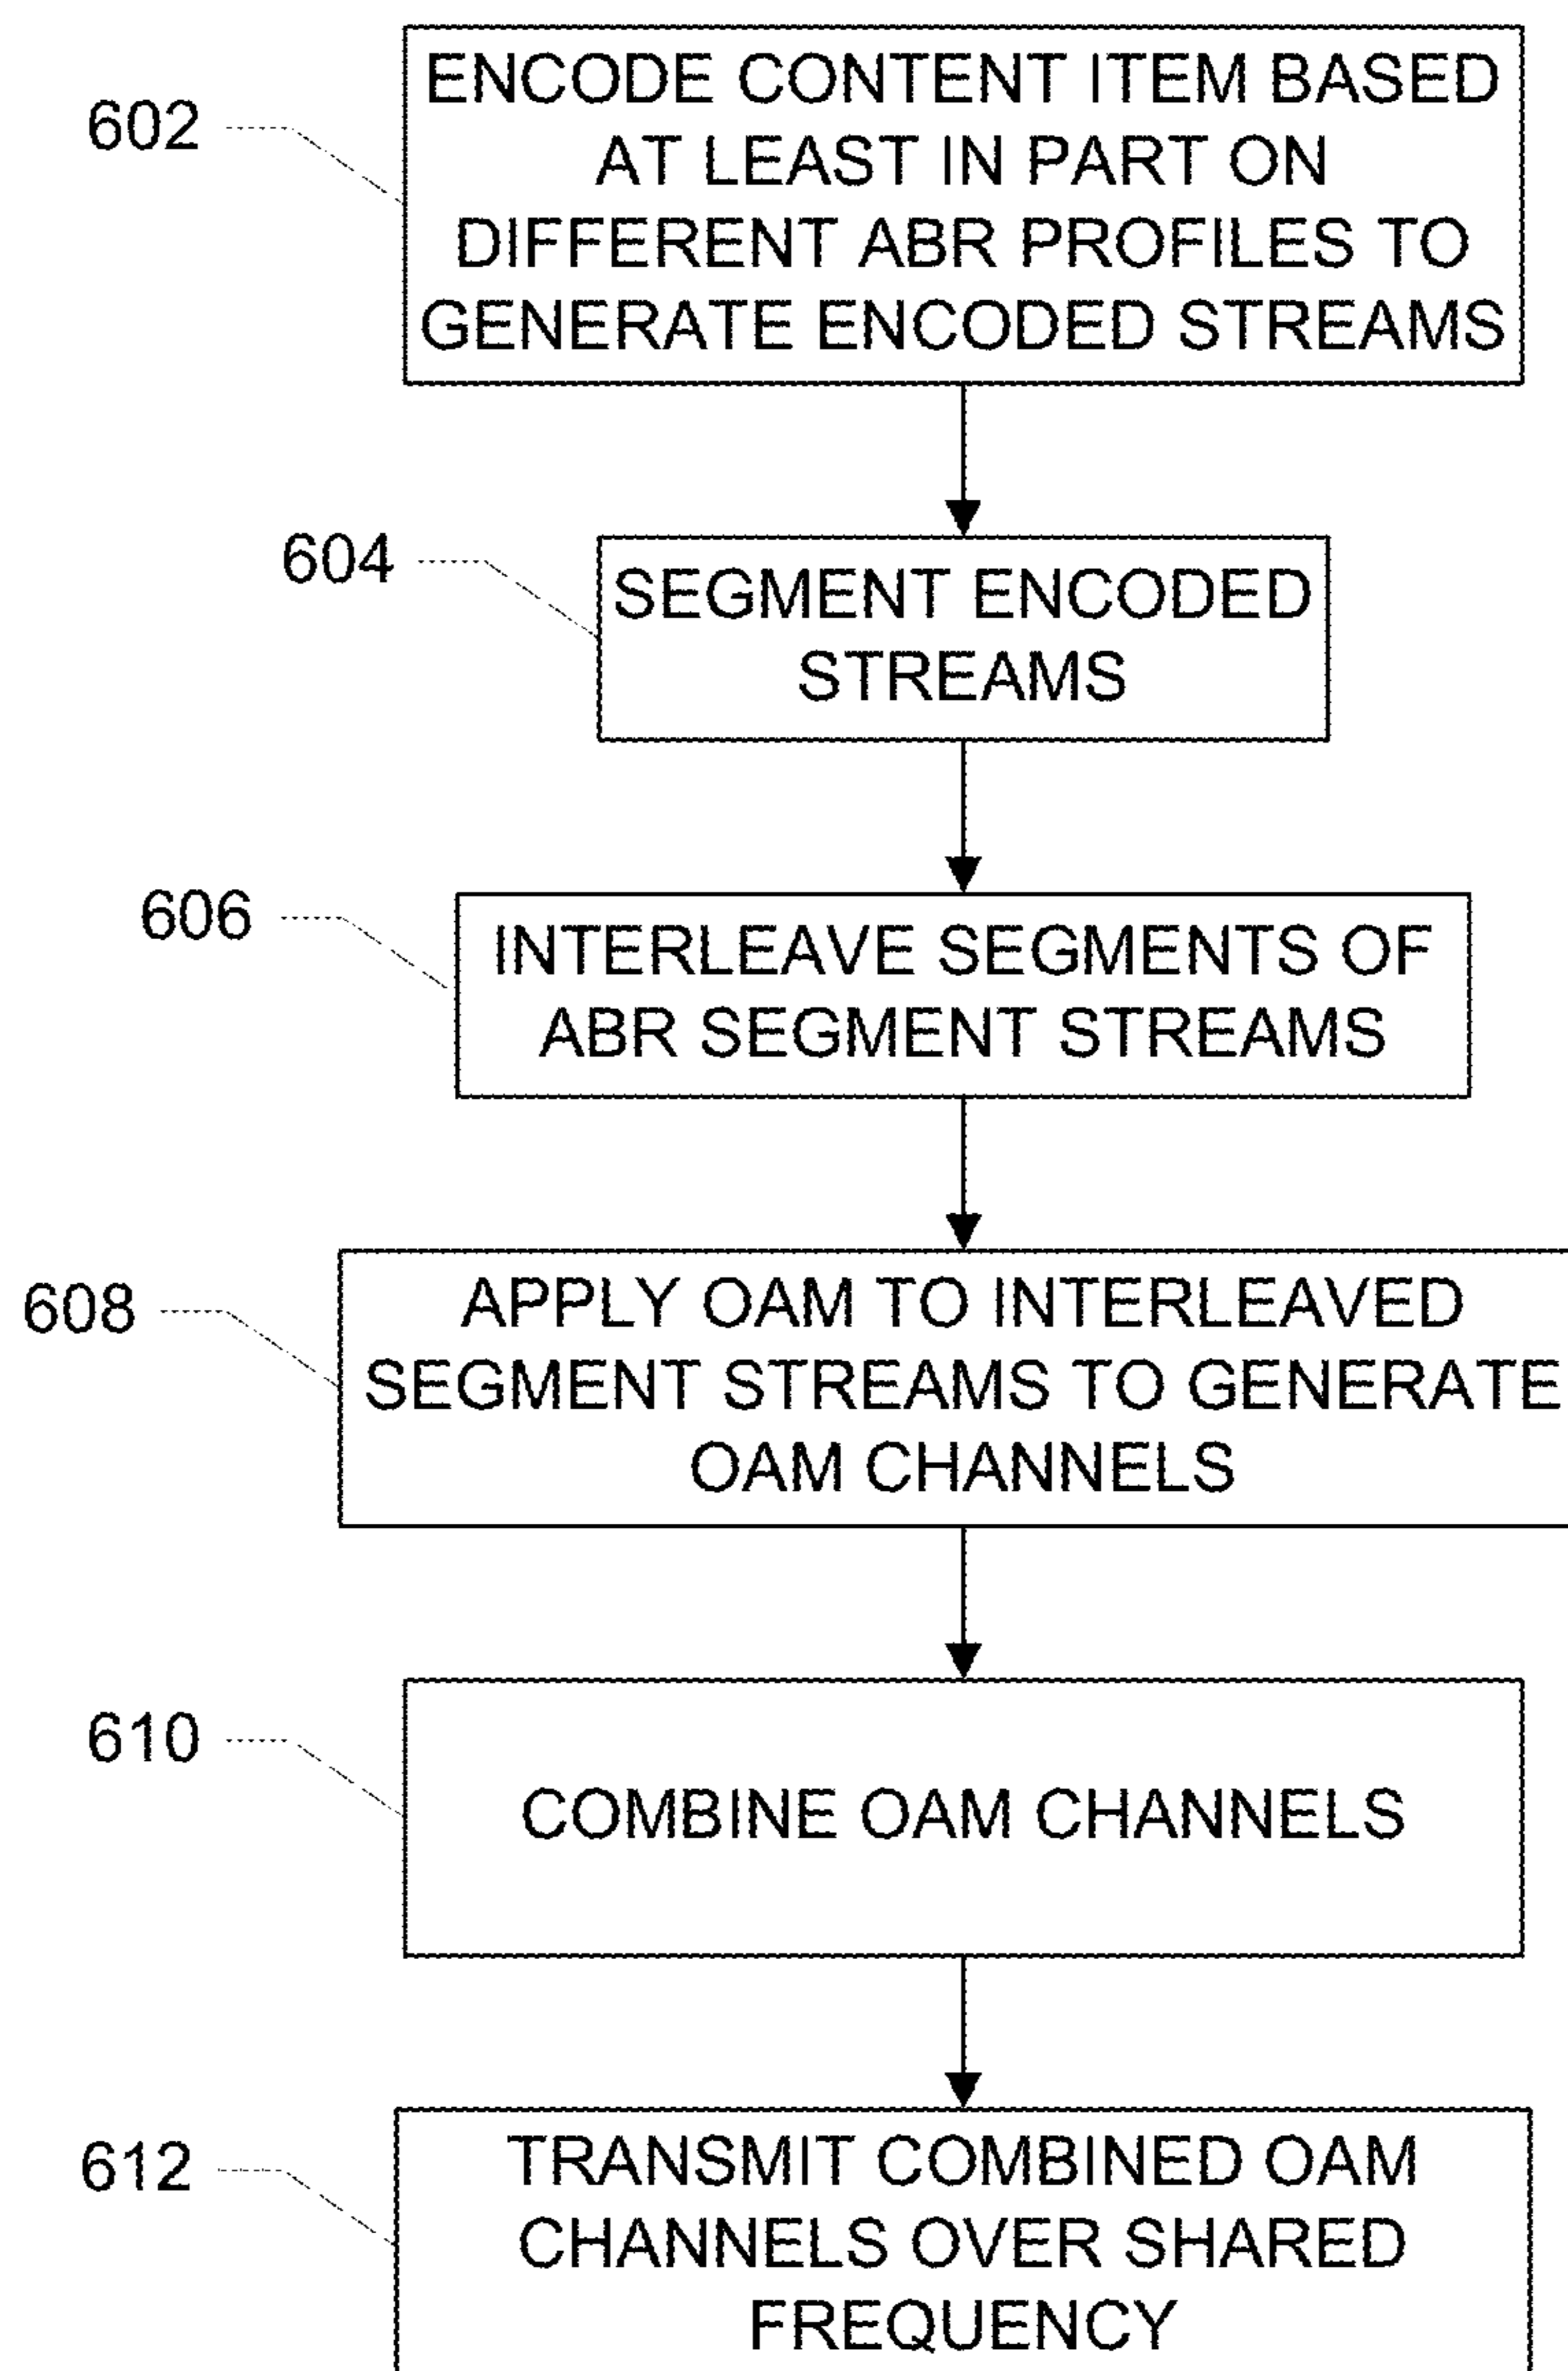 602
ENCODE CONTENT ITEM BASED
AT LEAST IN PART ON
DIFFERENT ABR PROFILES TO
GENERATE ENCODED STREAMS
604
SEGMENT ENCODED
STREAMS
606
INTERLEAVE SEGMENTS OF
ABR SEGMENT STREAMS
608
APPLY OAM TO INTERLEAVED
SEGMENT STREAMS TO GENERATE
OAM CHANNELS
610
COMBINE OAM CHANNELS
612
TRANSMIT COMBINED OAM
CHANNELS OVER SHARED
FREQUENCY